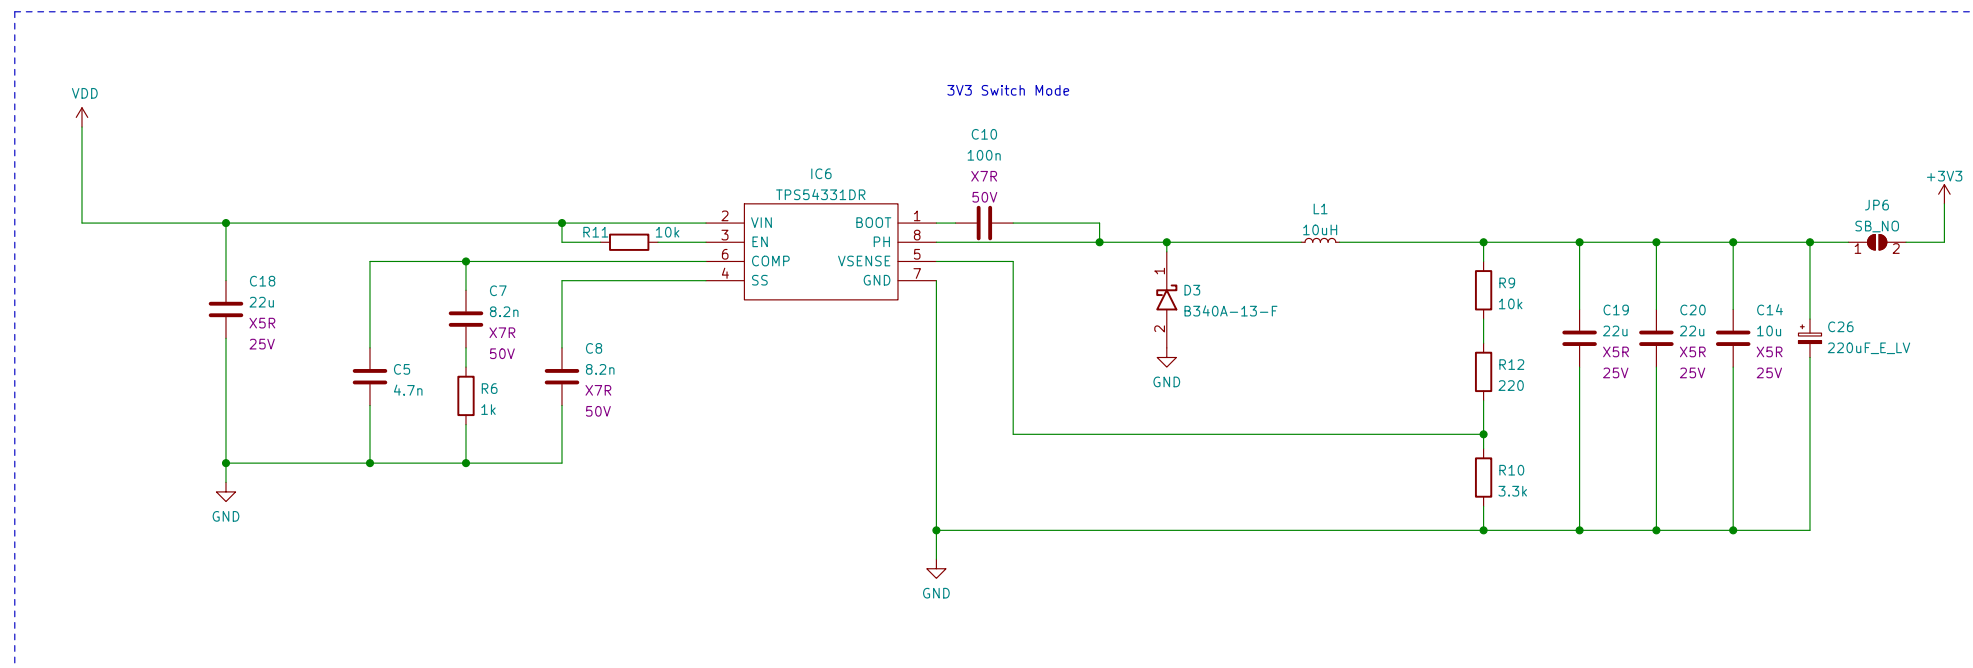 3V3 Switch Mode
VDD
C10
100n
X7R
50V
IC6
TPS54331DR
+3V3
JP6
SB_NO
1
2
L1
10uH
R11
10k
2
VIN
BOOT
1
3
EN
PH
8
6
COMP
VSENSE
5
4
SS
GND
7
C18
22u
X5R
25V
C7
8.2n
X7R
50V
C5
4.7n
R6
1k
C8
8.2n
X7R
50V
1
D3
B340A-13-F
2
GND
R9
10k
R12
220
R10
3.3k
C19
22u
X5R
25V
C20
22u
X5R
25V
C14
10u
X5R
25V
+
C26
220uF_E_LV
GND
GND